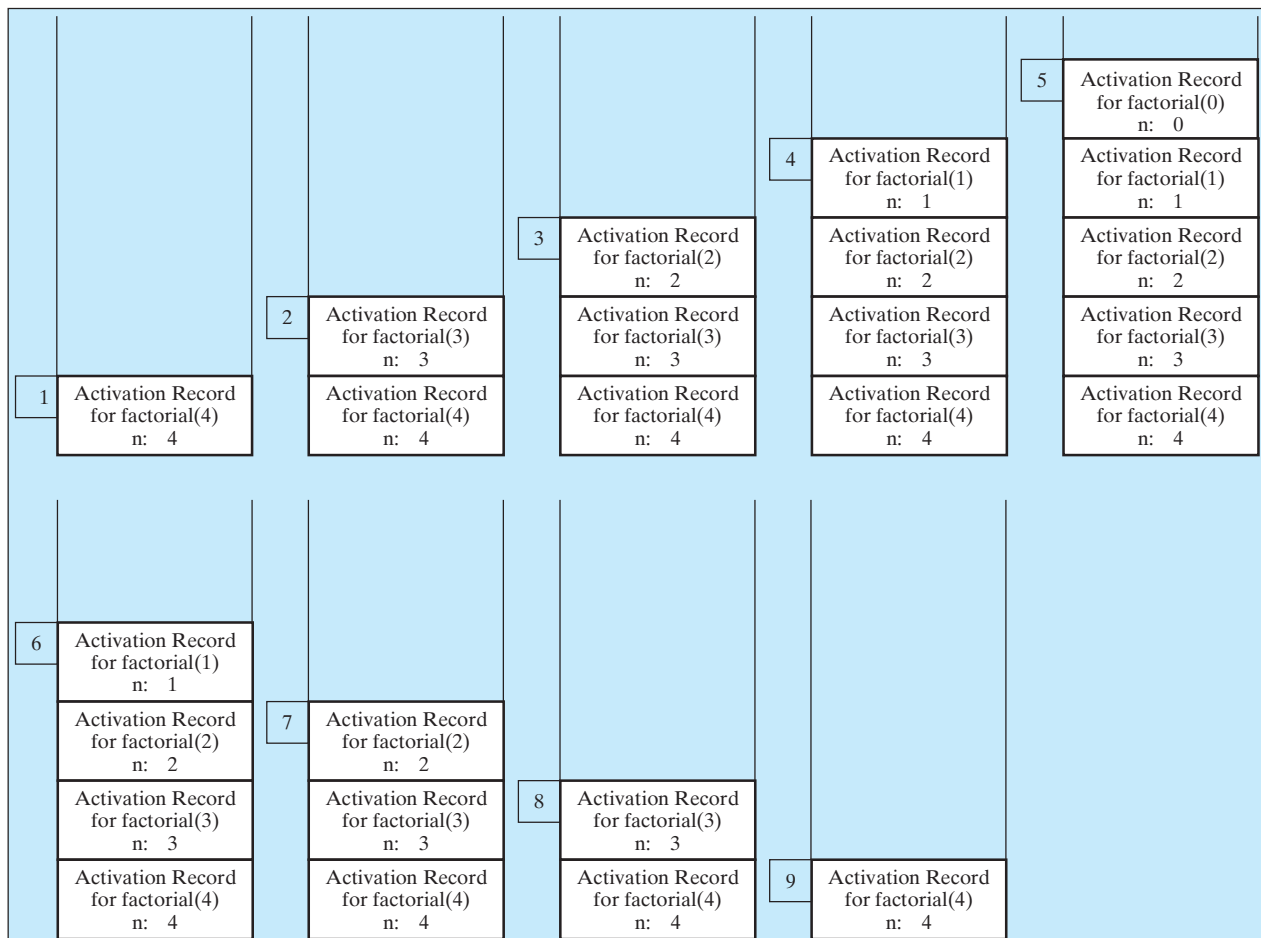 5
Activation Record
for factorial(0)
n: 0
4
Activation Record
for factorial(1)
n: 1
Activation Record
for factorial(1)
n: 1
3
Activation Record
for factorial(2)
n: 2
Activation Record
for factorial(2)
n: 2
Activation Record
for factorial(2)
n: 2
2
Activation Record
for factorial(3)
n: 3
Activation Record
for factorial(3)
n: 3
Activation Record
for factorial(3)
n: 3
Activation Record
for factorial(3)
n: 3
1
Activation Record
for factorial(4)
n: 4
Activation Record
for factorial(4)
n: 4
Activation Record
for factorial(4)
n: 4
Activation Record
for factorial(4)
n: 4
Activation Record
for factorial(4)
n: 4
6
Activation Record
for factorial(1)
n: 1
Activation Record
for factorial(2)
n: 2
7
Activation Record
for factorial(2)
n: 2
Activation Record
for factorial(3)
n: 3
Activation Record
for factorial(3)
n: 3
8
Activation Record
for factorial(3)
n: 3
Activation Record
for factorial(4)
n: 4
Activation Record
for factorial(4)
n: 4
Activation Record
for factorial(4)
n: 4
9
Activation Record
for factorial(4)
n: 4